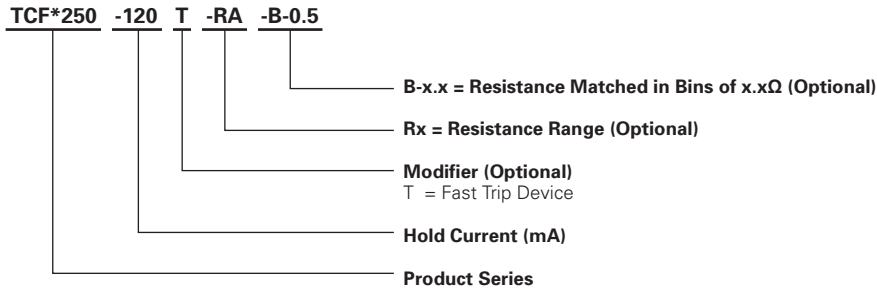 TCF*250 -120 T -RA -B-0.5
B-x.x = Resistance Matched in Bins of x.xΩ (Optional)
Rx = Resistance Range (Optional)
Modifier (Optional)
T = Fast Trip Device
Hold Current (mA)
Product Series